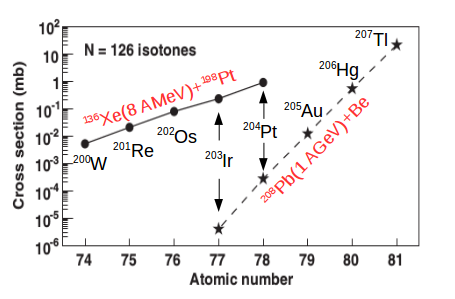 10²
N = 126 isotones
²⁰⁷Tl
10
²⁰⁶Hg
1
¹³⁶Xe(8 AMeV)+¹⁹⁸Pt
10⁻¹
²⁰⁵Au
10⁻²
²⁰²Os
²⁰⁴Pt
²⁰¹Re
10⁻³
²⁰⁰W
²⁰³Ir
²⁰⁸Pb(1 AGeV)+Be
10⁻⁴
10⁻⁵
10⁻⁶
Cross section (mb)
74 75 76 77 78 79 80 81
Atomic number